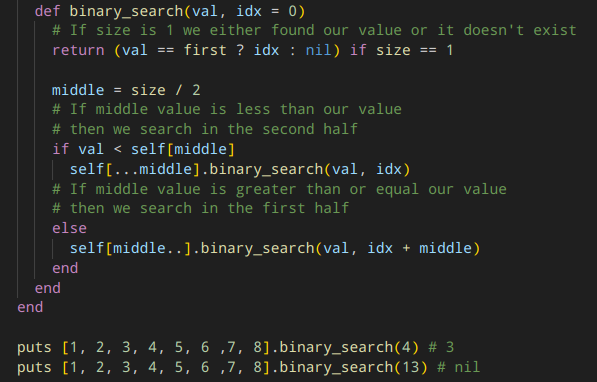 def binary_search(val, idx = 0)
# If size is 1 we either found our value or it doesn't exist
return (val == first ? idx : nil) if size == 1
middle = size / 2
# If middle value is less than our value
# then we search in the second half
if val < self[middle]
self[...middle].binary_search(val, idx)
# If middle value is greater than or equal our value
# then we search in the first half
else
self[middle..].binary_search(val, idx + middle)
end
end
end
puts [1, 2, 3, 4, 5, 6 ,7, 8].binary_search(4) # 3
puts [1, 2, 3, 4, 5, 6 ,7, 8].binary_search(13) # nil